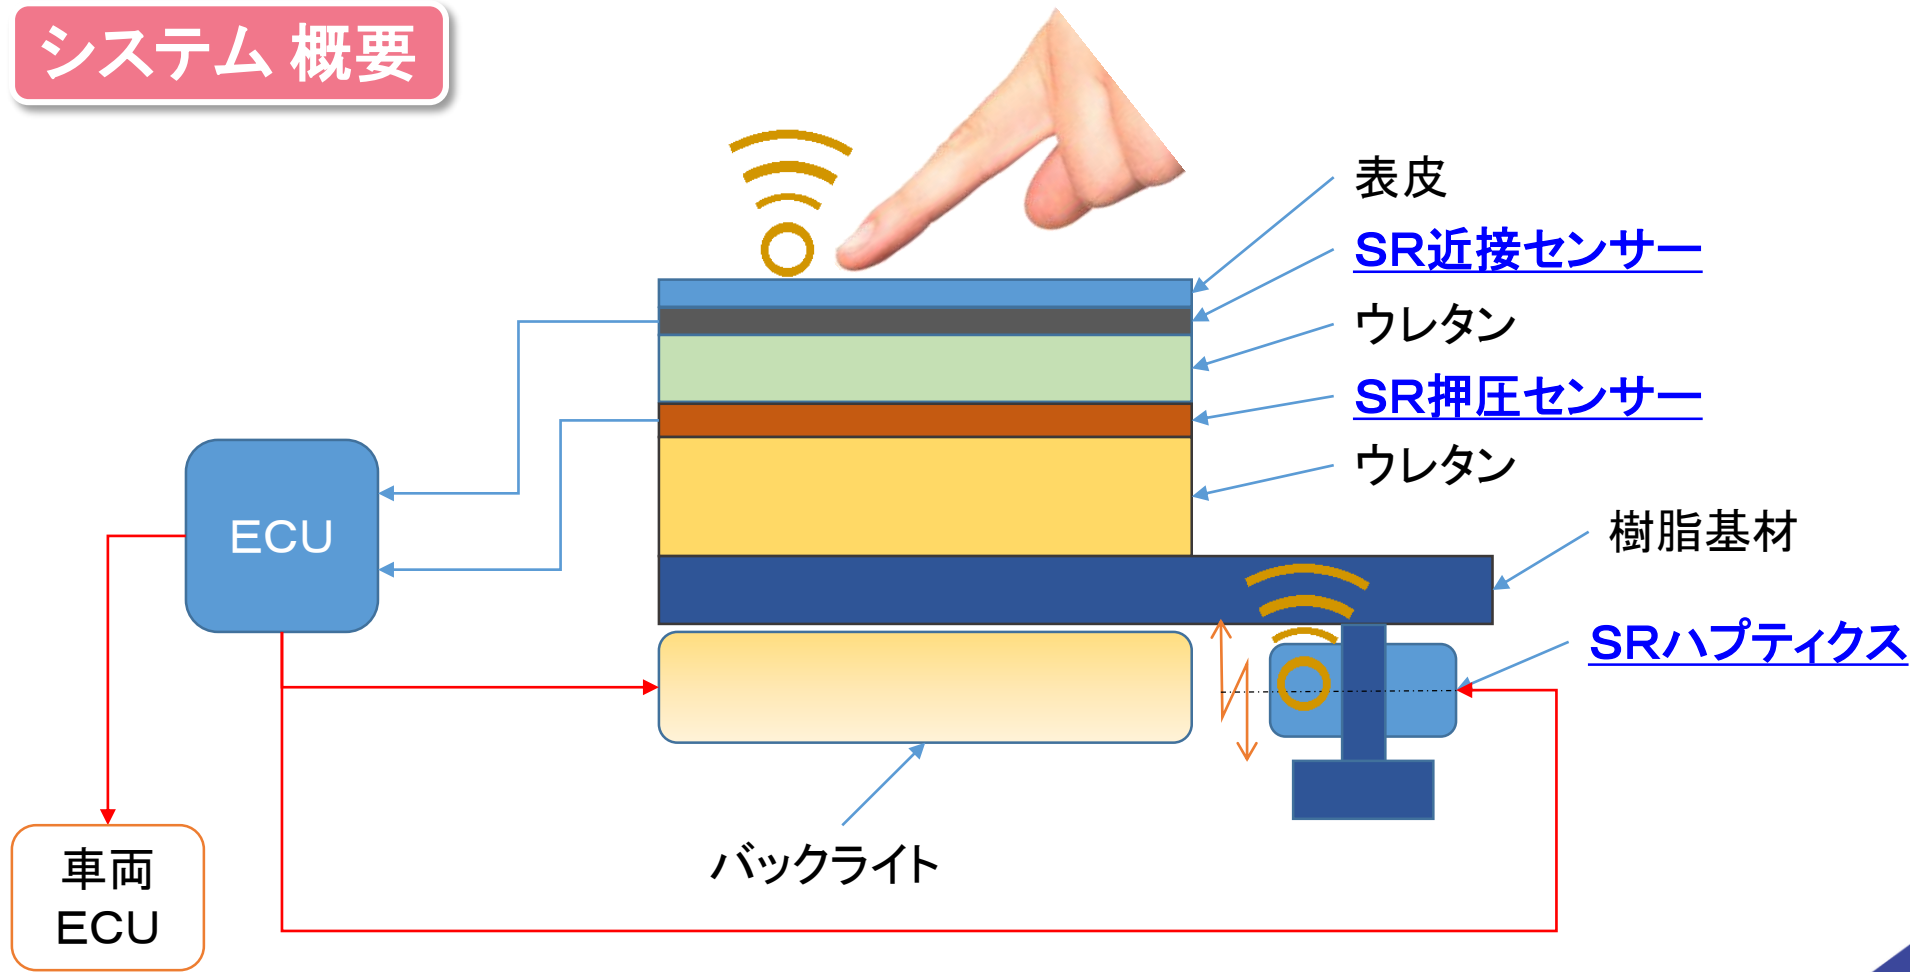 システム 概要
表皮
SR近接センサー
ウレタン
SR押圧センサー
ウレタン
樹脂基材
SRハプティクス
ECU
バックライト
車両
ECU